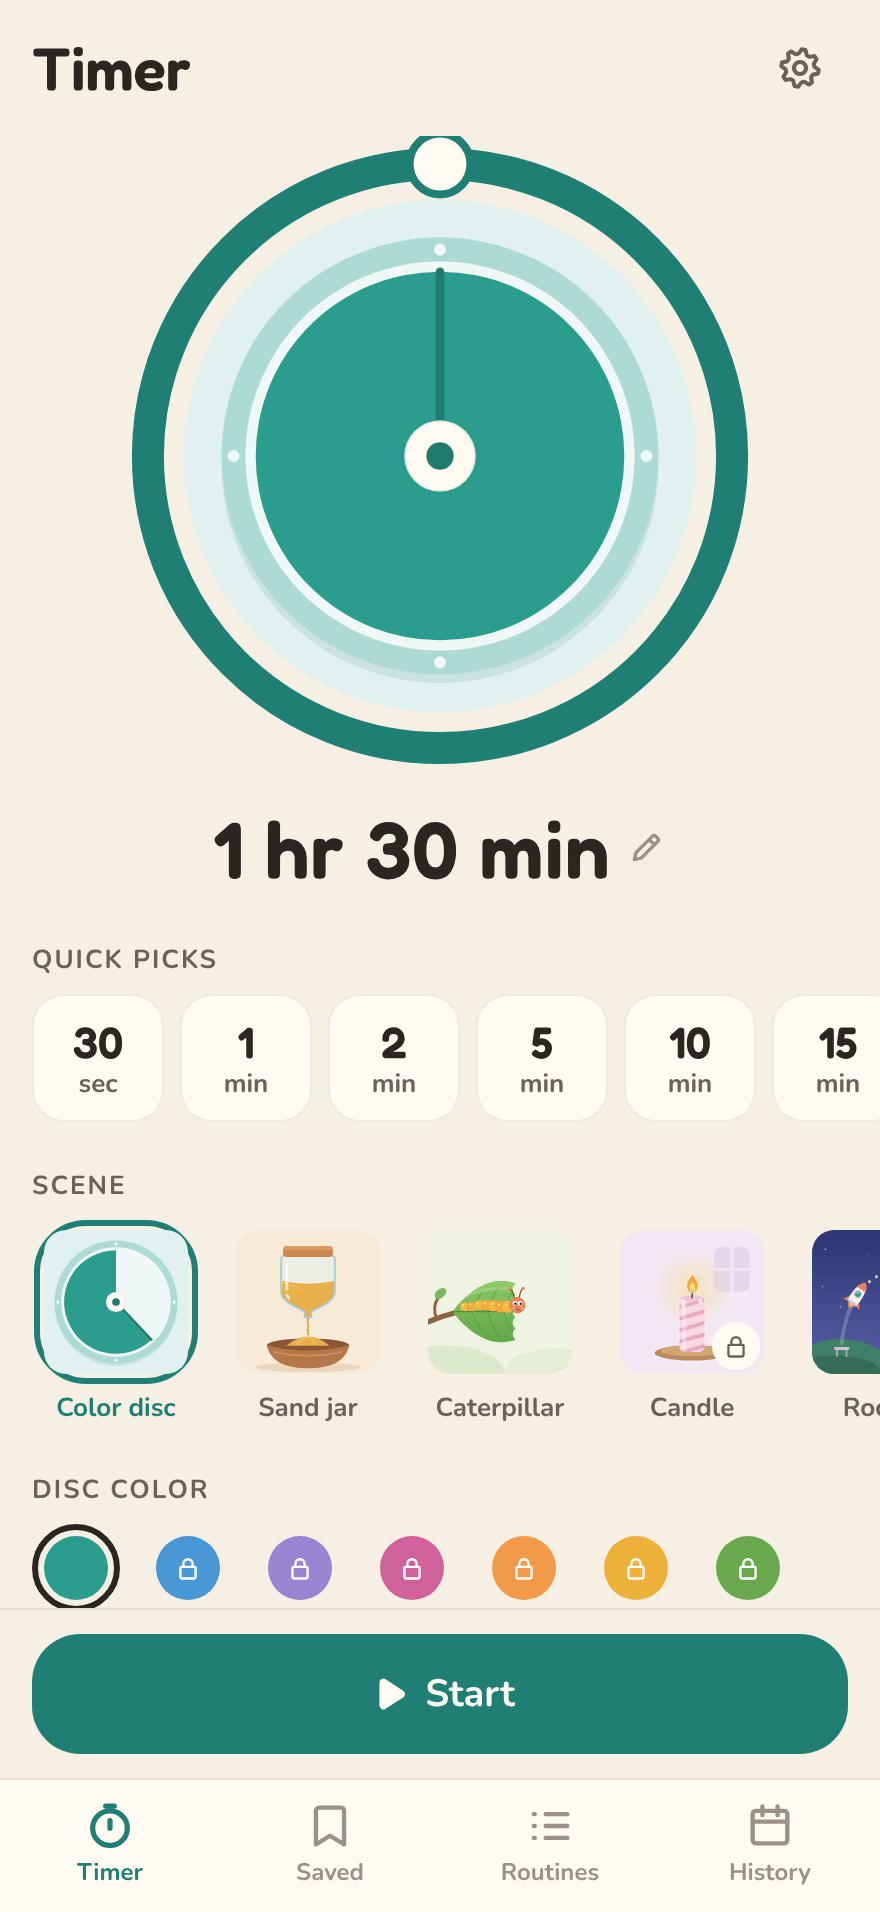 Timer
1 hr 30 min
QUICK PICKS
30 sec
1 min
2 min
5 min
10 min
15 min
SCENE
Color disc
Sand jar
Caterpillar
Candle
DISC COLOR
Start
Timer
Saved
Routines
History